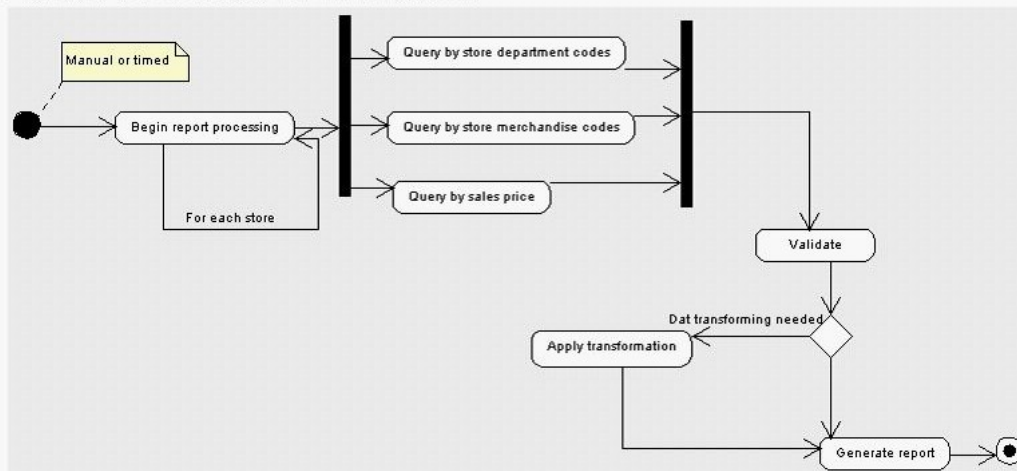 Manual or timed
Begin report processing
For each store
Query by store department codes
Query by store merchandise codes
Query by sales price
Validate
Dat transforming needed
Apply transformation
Generate report